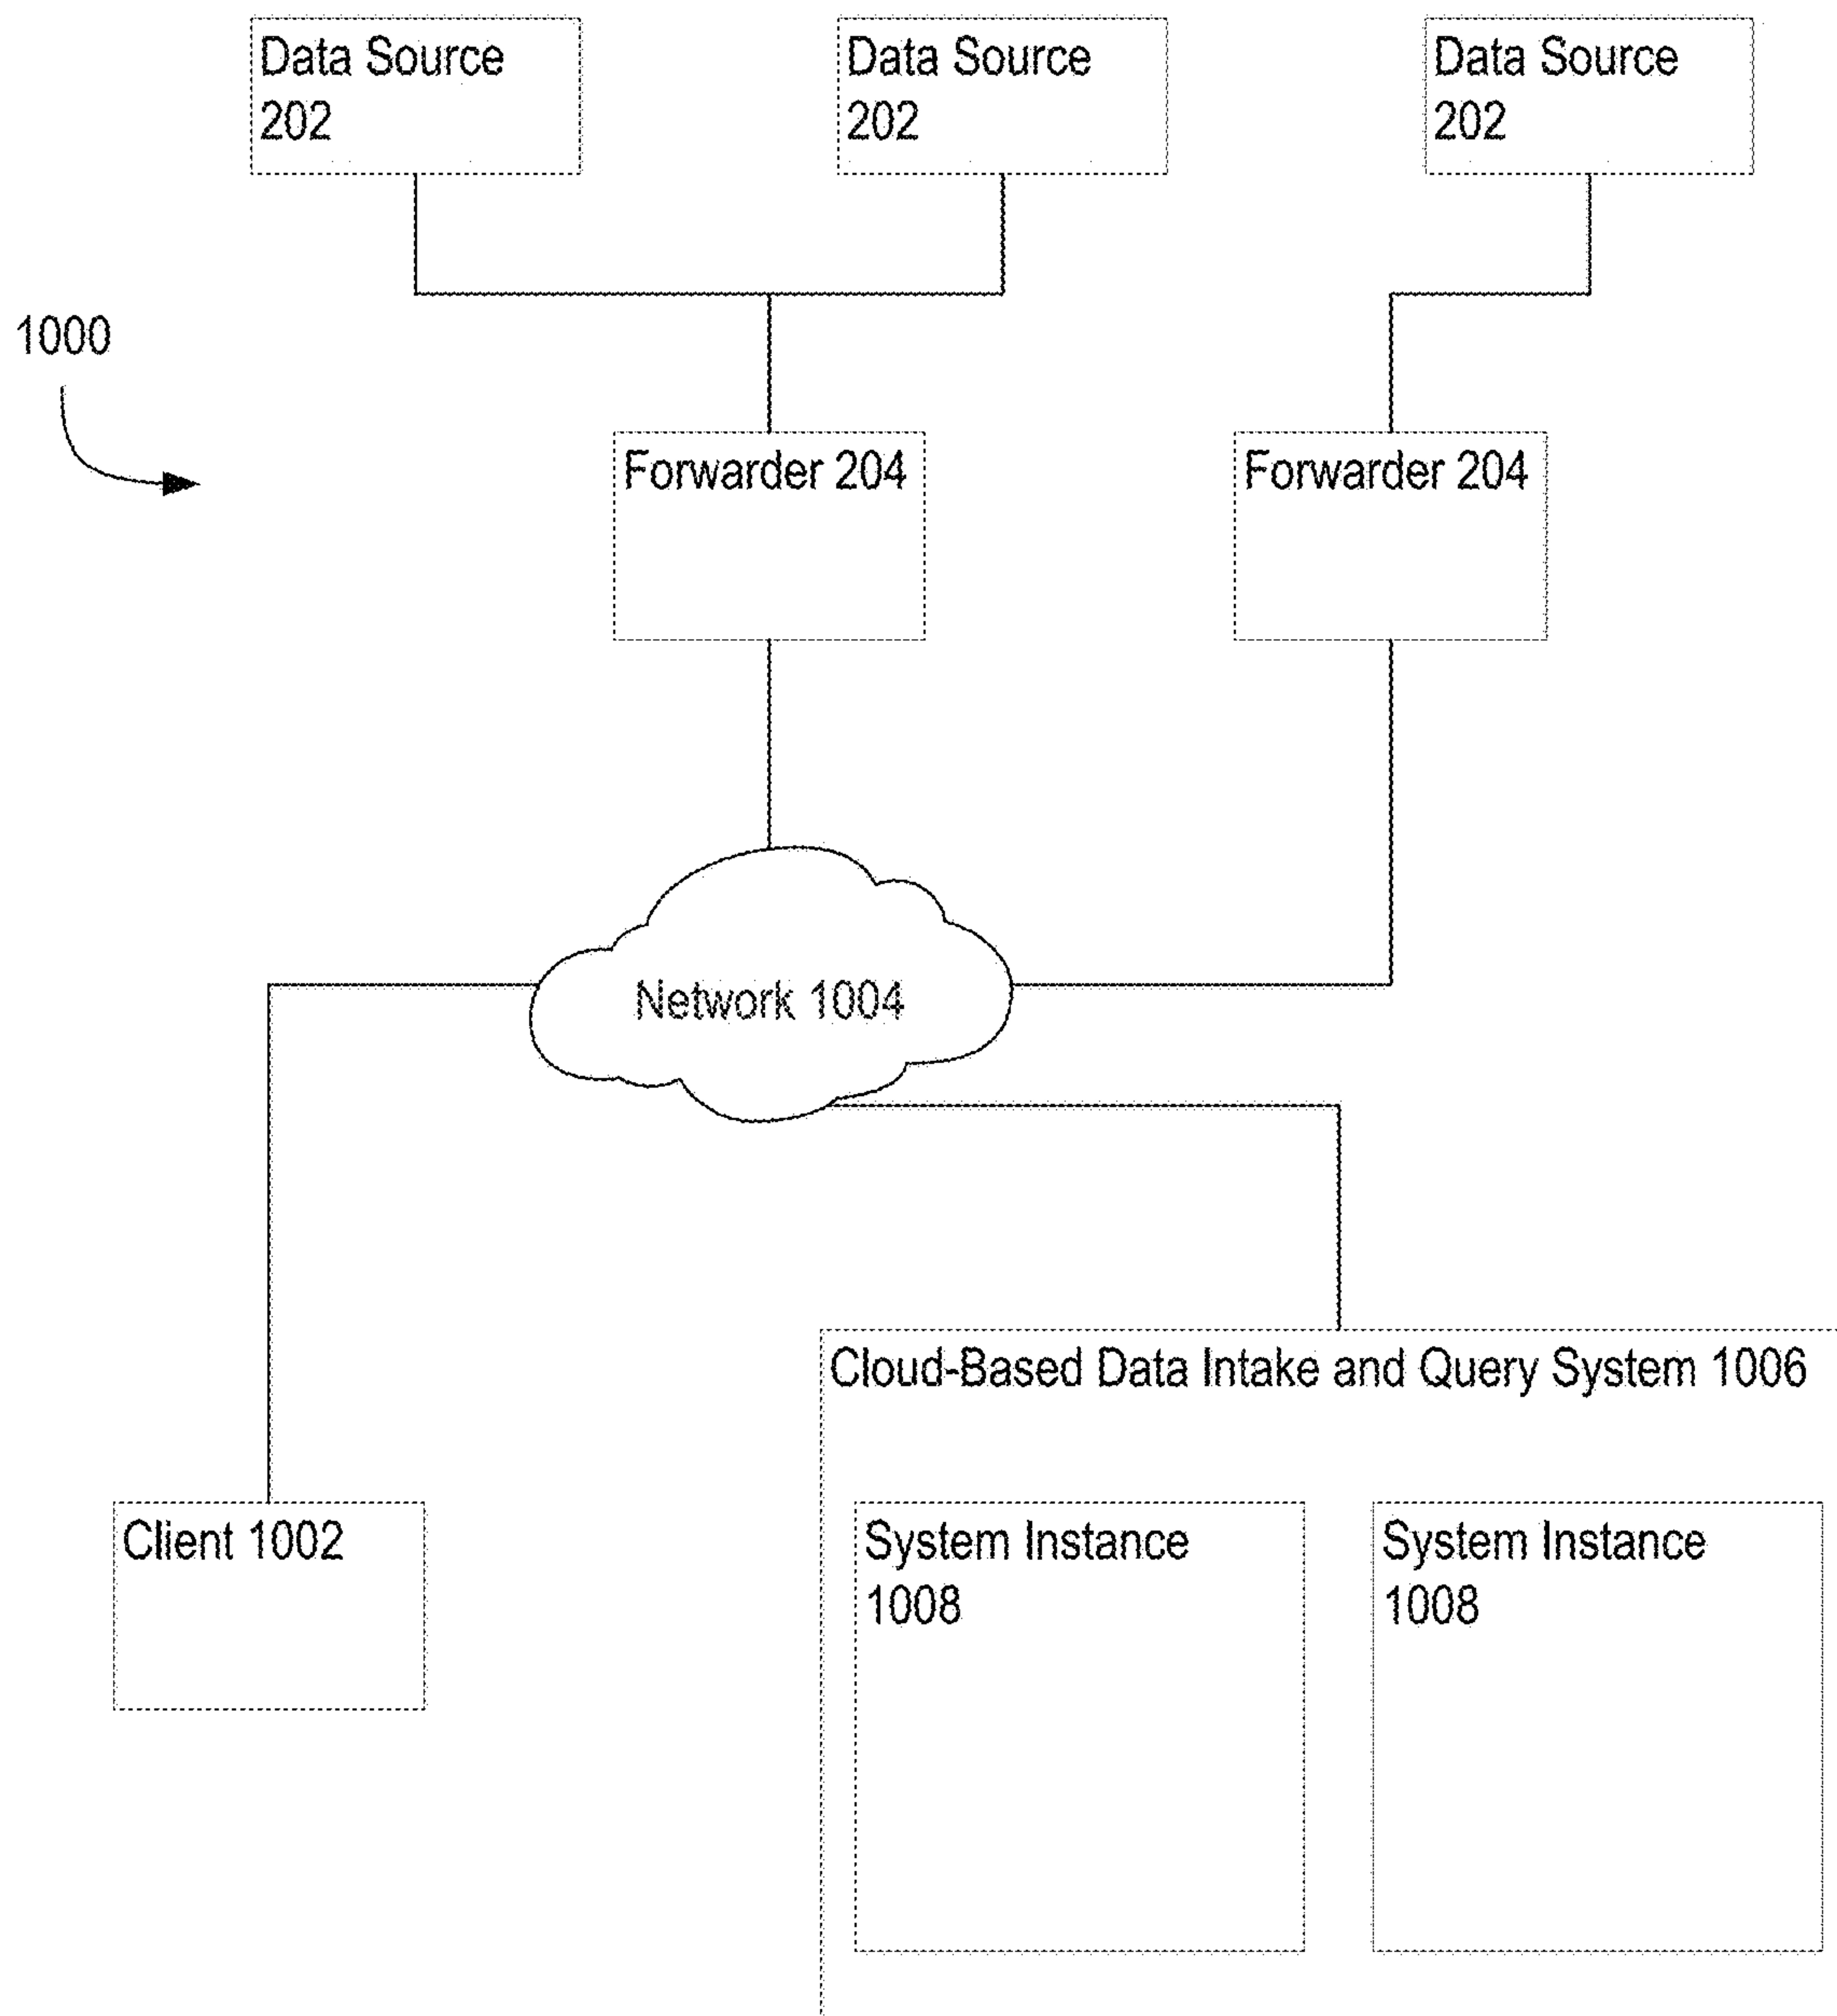 Data Source
202
Data Source
202
Data Source
202
1000
Forwarder 204
Forwarder 204
Network 1004
Cloud-Based Data Intake and Query System 1006
Client 1002
System Instance
1008
System Instance
1008